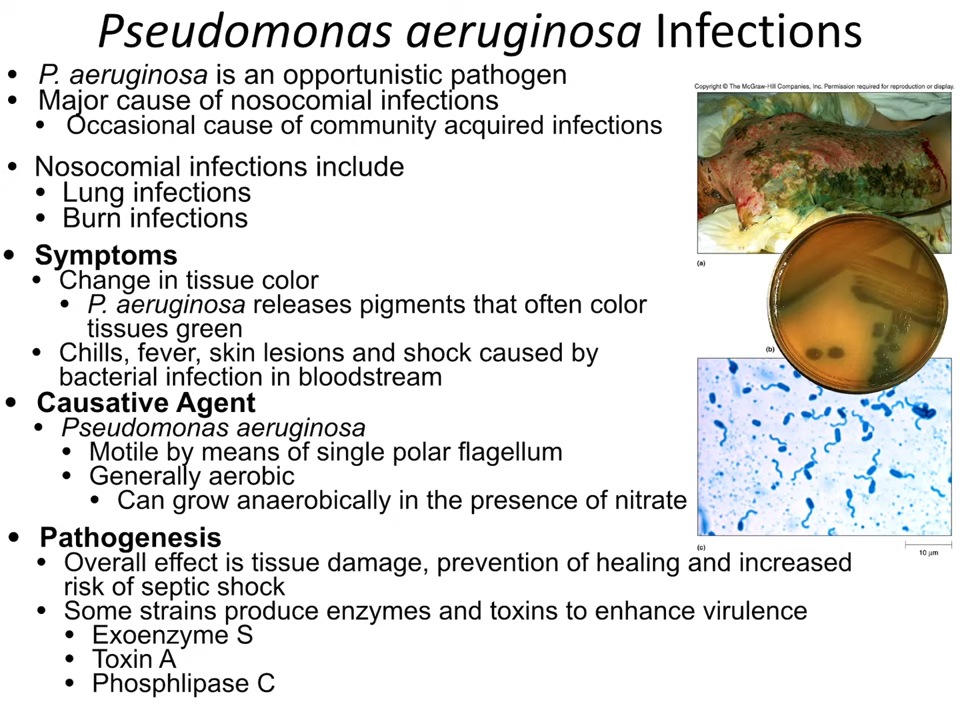 Pseudomonas aeruginosa Infections
• P. aeruginosa is an opportunistic pathogen
• Major cause of nosocomial infections
• Occasional cause of community acquired infections
• Nosocomial infections include
• Lung infections
• Burn infections
• Symptoms
• Change in tissue color
• P. aeruginosa releases pigments that often color
tissues green
• Chills, fever, skin lesions and shock caused by
bacterial infection in bloodstream
• Causative Agent
• Pseudomonas aeruginosa
• Motile by means of single polar flagellum
• Generally aerobic
• Can grow anaerobically in the presence of nitrate
• Pathogenesis
• Overall effect is tissue damage, prevention of healing and increased
risk of septic shock
• Some strains produce enzymes and toxins to enhance virulence
• Exoenzyme S
• Toxin A
• Phosphlipase C
Copyright © The McGraw-Hill Companies, Inc. Permission required for reproduction or display.
(a)
(b)
(c)
10 µm